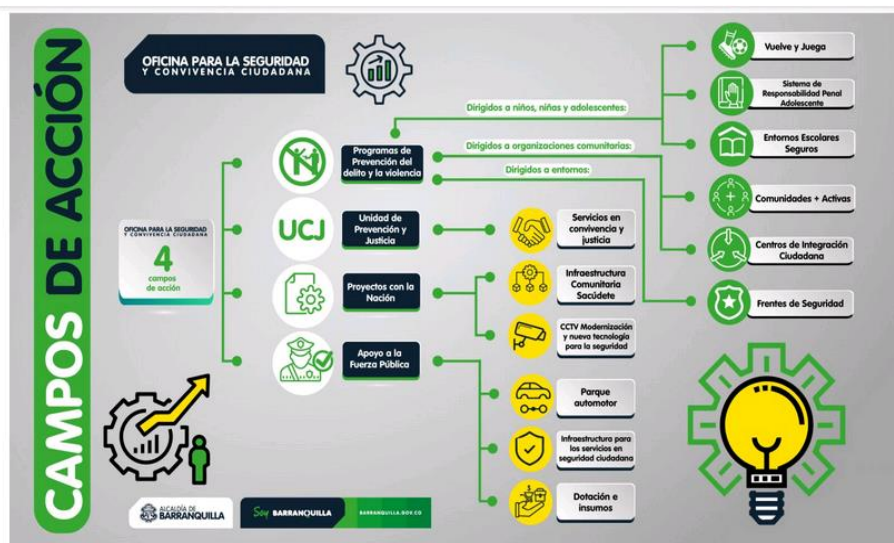 CAMPOS DE ACCIÓN
OFICINA PARA LA SEGURIDAD
Y CONVIVENCIA CIUDADANA
OFICINA PARA LA SEGURIDAD
Y CONVIVENCIA CIUDADANA
4
campos
de acción
Programas de
Prevención del
delito y la violencia
Dirigidos a niños, niñas y adolescentes:
Vuelve y Juega
Sistema de
Responsabilidad Penal
Adolescente
Entornos Escolares
Seguros
Dirigidos a organizaciones comunitarias:
Comunidades + Activas
Centros de Integración
Ciudadana
Dirigidos a entornos:
Frentes de Seguridad
UCJ
Unidad de
Prevención y
Justicia
Servicios en
convivencia y
justicia
Proyectos con la
Nación
Infraestructura
Comunitaria
Sacúdete
CCTV Modernización
y nueva tecnología
para la seguridad
Apoyo a la
Fuerza Pública
Parque
automotor
Infraestructura para
los servicios en
seguridad ciudadana
Dotación e
insumos
ALCALDÍA DE
BARRANQUILLA
Soy BARRANQUILLA
BARRANQUILLA.GOV.CO